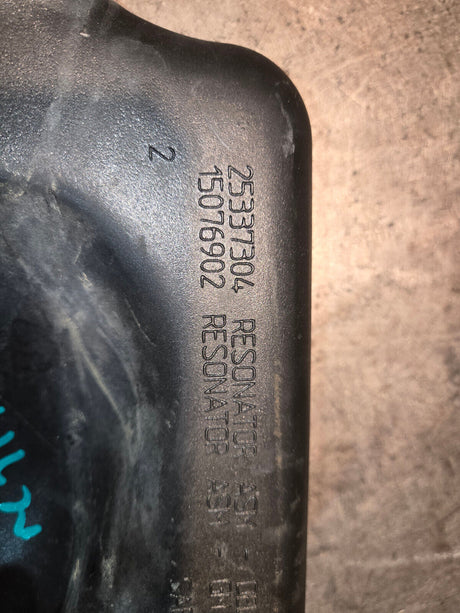 25337304 RESONATOR ASM -
15076902 RESONATOR ASM -
2